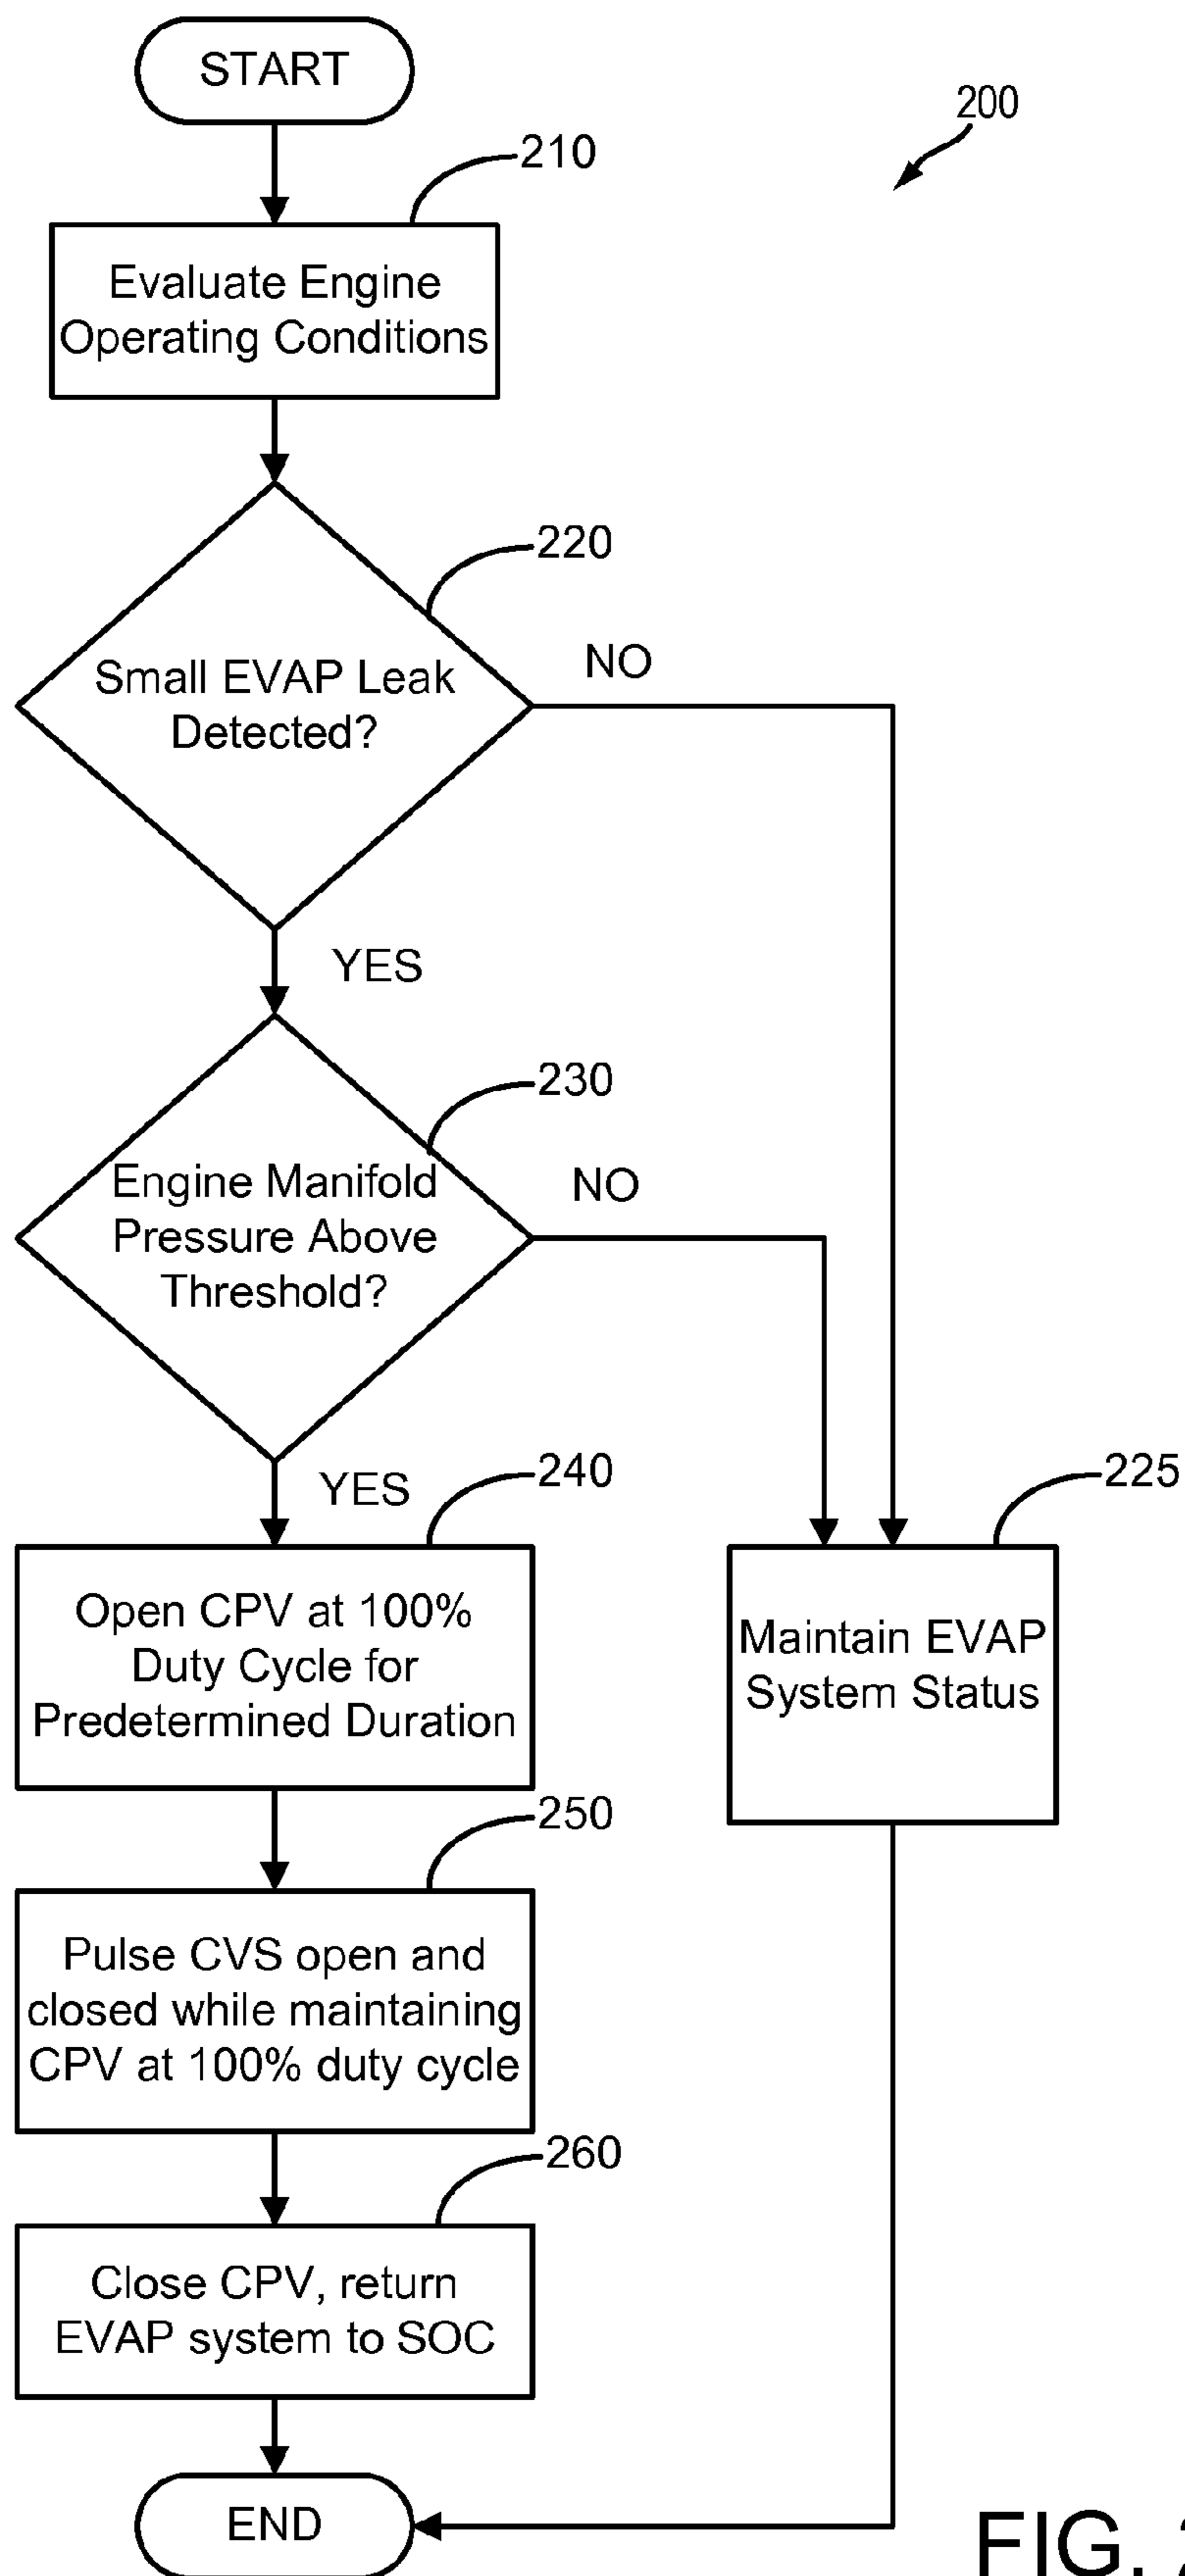 START
200
210
Evaluate Engine
Operating Conditions
220
Small EVAP Leak
Detected?
NO
YES
230
Engine Manifold
Pressure Above
Threshold?
NO
YES
240
225
Open CPV at 100%
Duty Cycle for
Predetermined Duration
Maintain EVAP
System Status
250
Pulse CVS open and
closed while maintaining
CPV at 100% duty cycle
260
Close CPV, return
EVAP system to SOC
END
FIG.